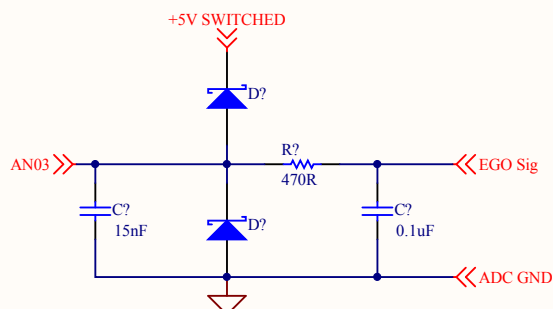 +5V SWITCHED
D?
R?
AN03
EGO Sig
470R
C?
15nF
D?
C?
0.1uF
ADC GND